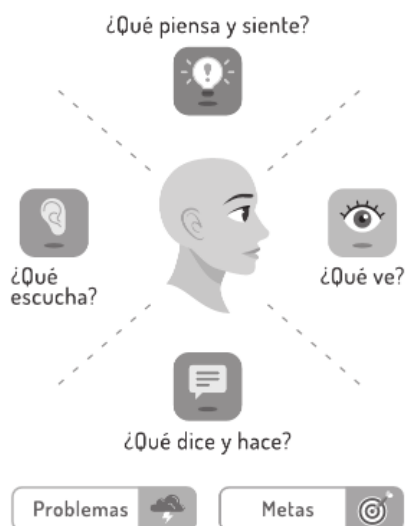 ¿Qué piensa y siente?
¿Qué
escucha?
¿Qué ve?
¿Qué dice y hace?
Problemas
Metas